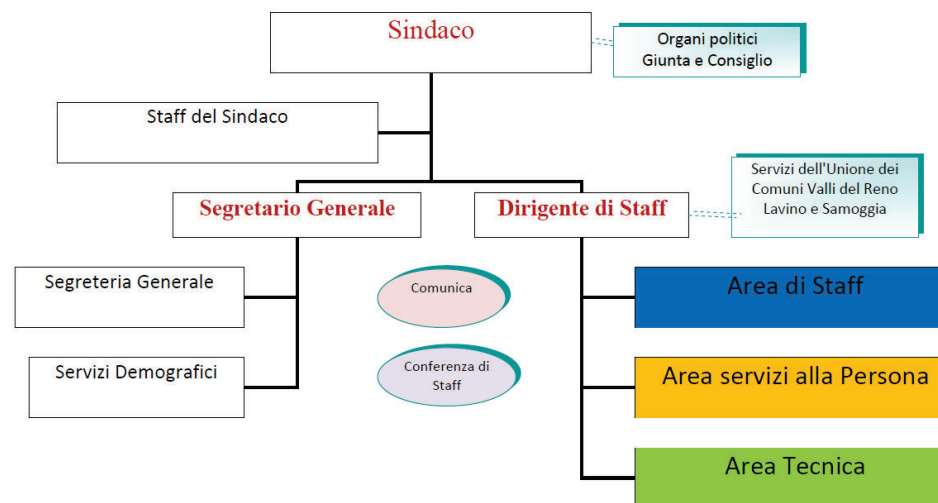 Sindaco
Organi politici
Giunta e Consiglio
Staff del Sindaco
Servizi dell'Unione dei
Comuni Valli del Reno
Lavino e Samoggia
Segretario Generale
Dirigente di Staff
Segreteria Generale
Comunica
Area di Staff
Servizi Demografici
Conferenza di
Staff
Area servizi alla Persona
Area Tecnica